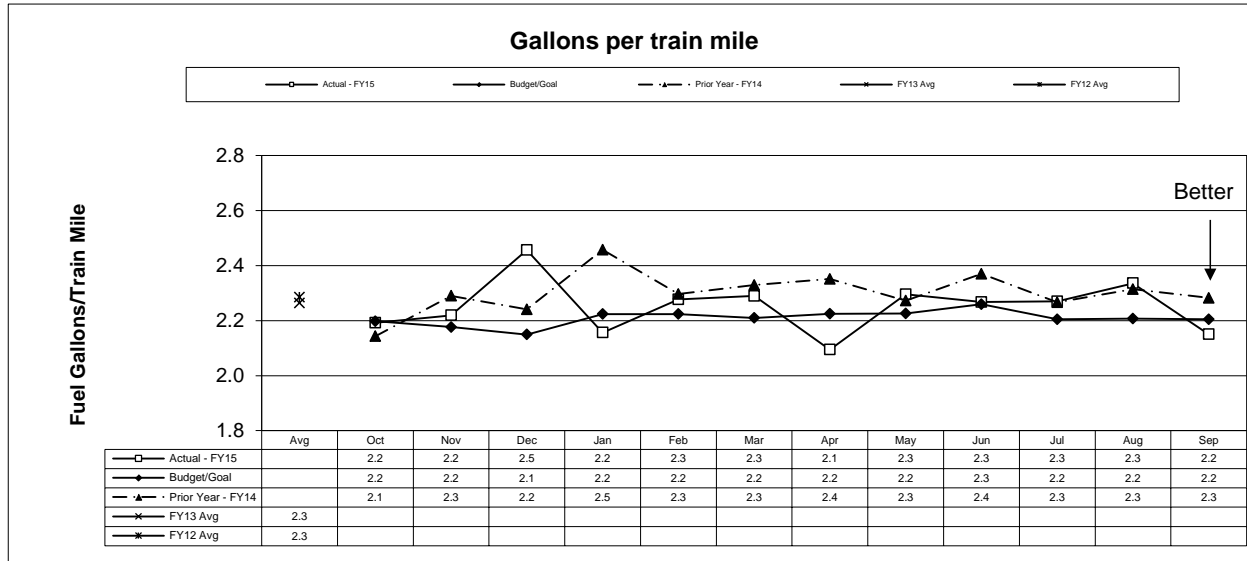 Gallons per train mile
Actual - FY15 Budget/Goal Prior Year - FY14 FY13 Avg FY12 Avg
Fuel Gallons/Train Mile
2.8
2.6
2.4
2.2
2.0
1.8
Better
Avg Oct Nov Dec Jan Feb Mar Apr May Jun Jul Aug Sep
Actual - FY15 2.2 2.2 2.5 2.2 2.3 2.3 2.1 2.3 2.3 2.3 2.3 2.2
Budget/Goal 2.2 2.2 2.1 2.2 2.2 2.2 2.2 2.2 2.3 2.2 2.2 2.2
Prior Year - FY14 2.1 2.3 2.2 2.5 2.3 2.3 2.4 2.3 2.4 2.3 2.3 2.3
FY13 Avg 2.3
FY12 Avg 2.3